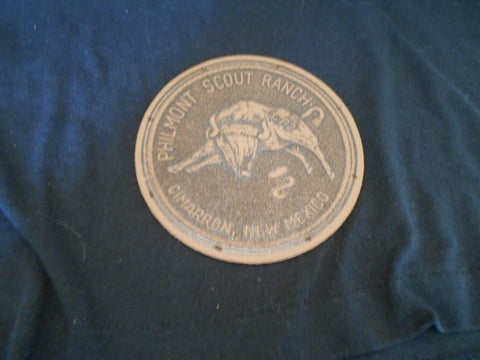 PHILMONT SCOUT RANCH
CIMARRON, NEW MEXICO